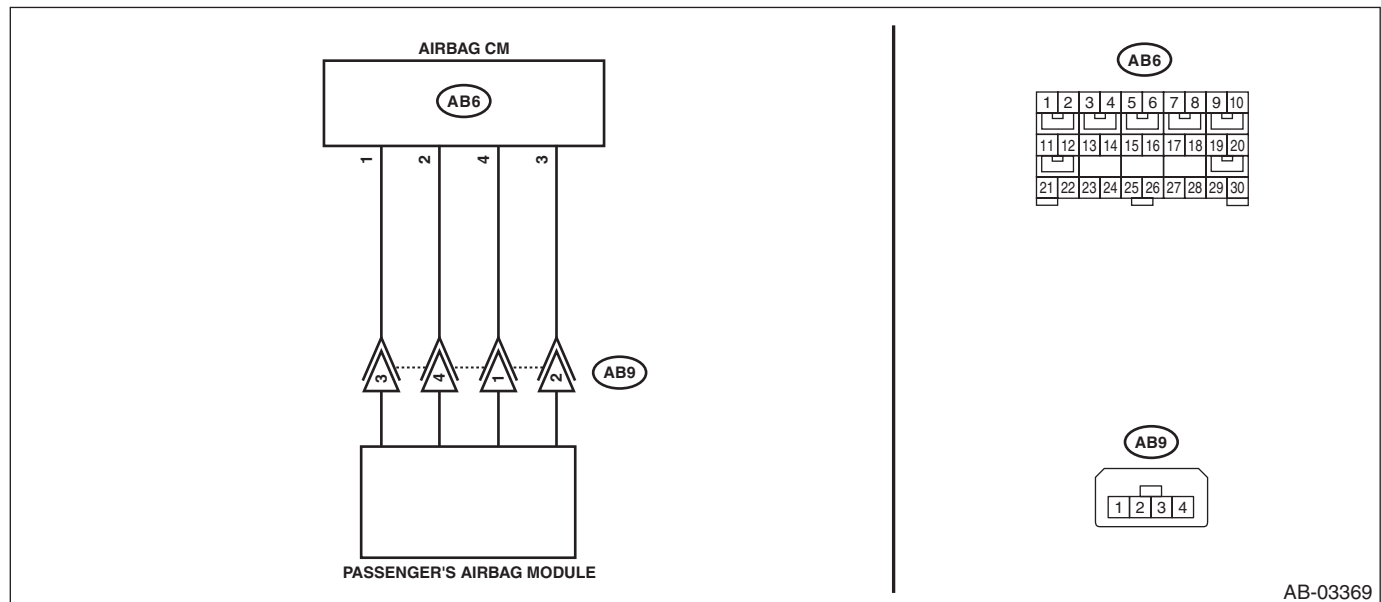 AIRBAG CM
AB6
1 2 4 3
3 4 1 2
AB9
PASSENGER'S AIRBAG MODULE
AB6
1 2 3 4 5 6 7 8 9 10
11 12 13 14 15 16 17 18 19 20
21 22 23 24 25 26 27 28 29 30
AB9
1 2 3 4
AB-03369